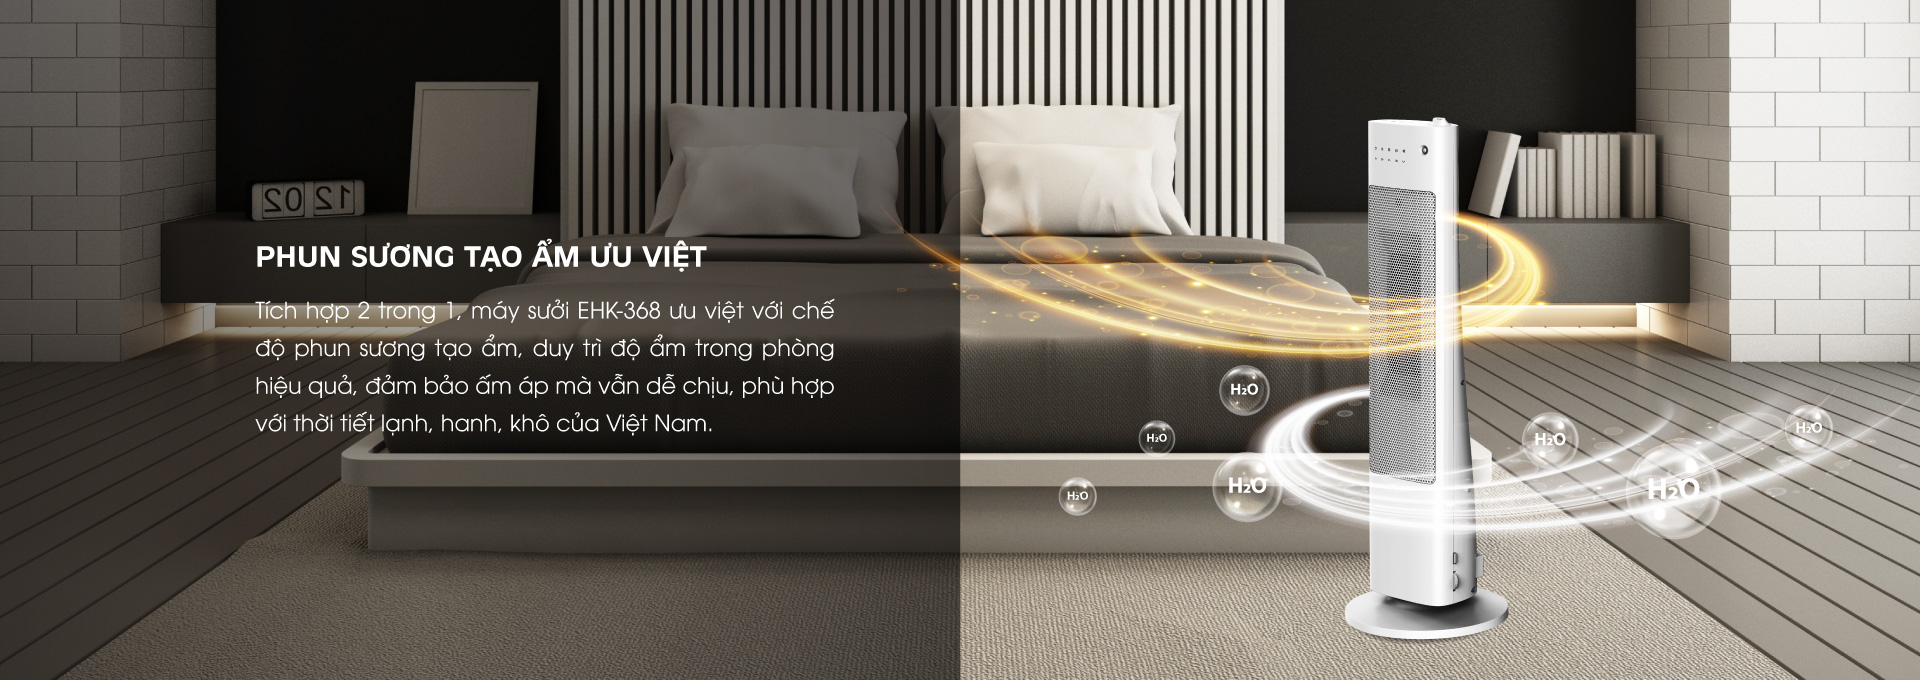 PHUN SƯƠNG TẠO ẨM ƯU VIỆT
Tích hợp 2 trong 1, máy sưởi EHK-368 ưu việt với chế
độ phun sương tạo ẩm, duy trì độ ẩm trong phòng
hiệu quả, đảm bảo ấm áp mà vẫn dễ chịu, phù hợp
với thời tiết lạnh, hanh, khô của Việt Nam.
12 02
H₂O
H₂O
H₂O
H₂O
H₂O
H₂O
H₂O